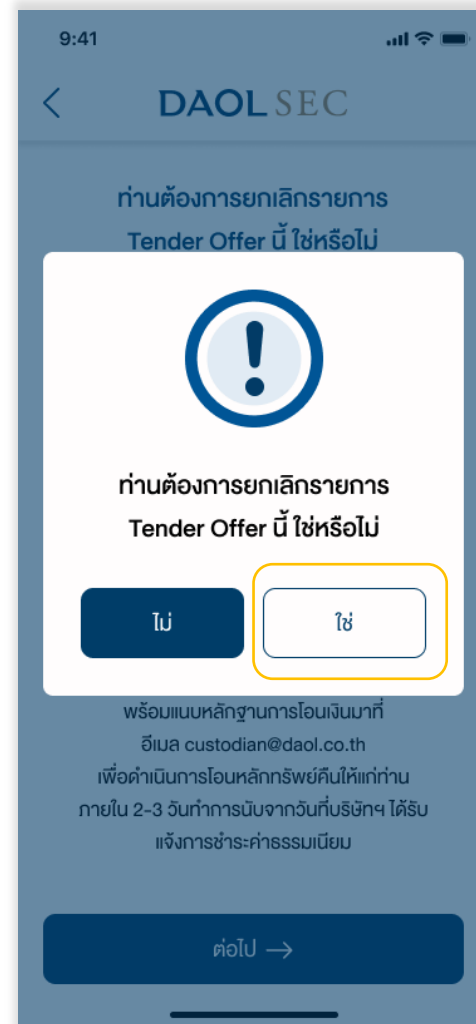 9:41
DAOL SEC
ท่านต้องการยกเลิกรายการ
Tender Offer นี้ ใช่หรือไม่
ท่านต้องการยกเลิกรายการ
Tender Offer นี้ ใช่หรือไม่
ไม่
ใช่
พร้อมแนบหลักฐานการโอนเงินมาที่
อีเมล custodian@daol.co.th
เพื่อดำเนินการโอนหลักทรัพย์คืนให้แก่ท่าน
ภายใน 2-3 วันทำการนับจากวันที่บริษัทฯ ได้รับ
แจ้งการชำระค่าธรรมเนียม
ต่อไป →